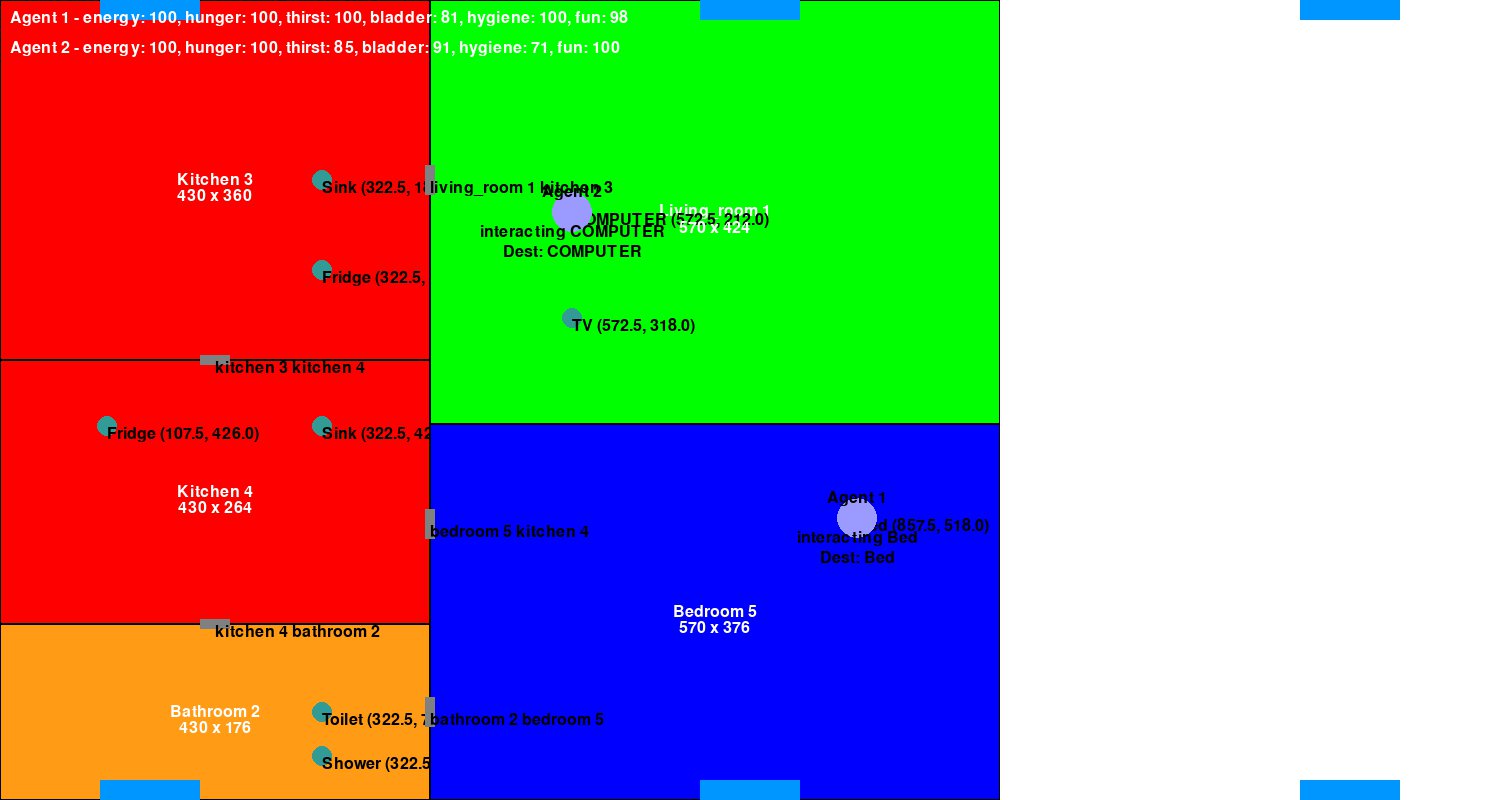 Agent 1 - energy: 100, hunger: 100, thirst: 100, bladder: 81, hygiene: 100, fun: 98
Agent 2 - energy: 100, hunger: 100, thirst: 85, bladder: 91, hygiene: 71, fun: 100
Kitchen 3
430 x 360
Sink (322.5,
living_room 1 kitchen 3
Agent 2
Living_room 1
570 x 424
COMPUTER (572.5, 212.0)
interacting COMPUTER
Dest: COMPUTER
Fridge (322.5,
TV (572.5, 318.0)
kitchen 3 kitchen 4
Fridge (107.5, 426.0)
Sink (322.5, 42
Kitchen 4
430 x 264
bedroom 5 kitchen 4
Agent 1
(857.5, 518.0)
interacting Bed
Dest: Bed
Bedroom 5
570 x 376
kitchen 4 bathroom 2
Bathroom 2
430 x 176
Toilet (322.5,
bathroom 2 bedroom 5
Shower (322.5